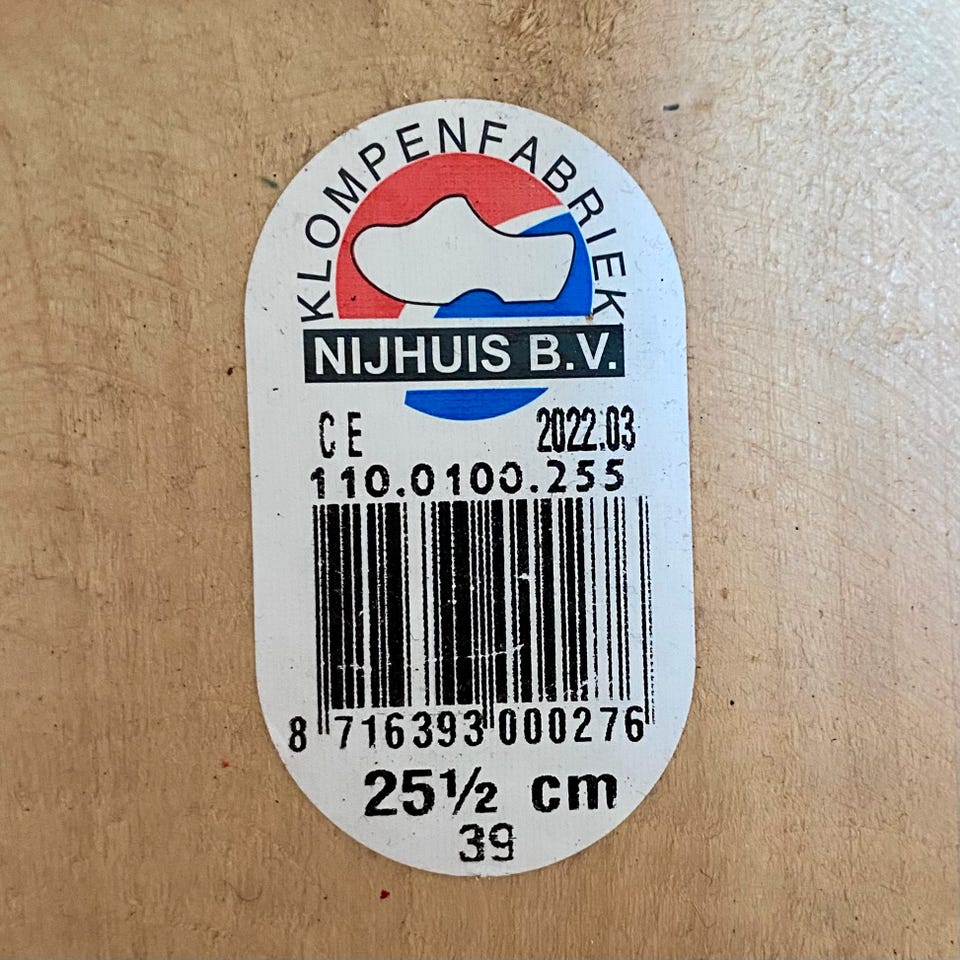 KLOMPENFABRIEK
NIJHUIS B.V.
CE 2022.03
110.0100.255
8 716393 000276
25½ cm
39